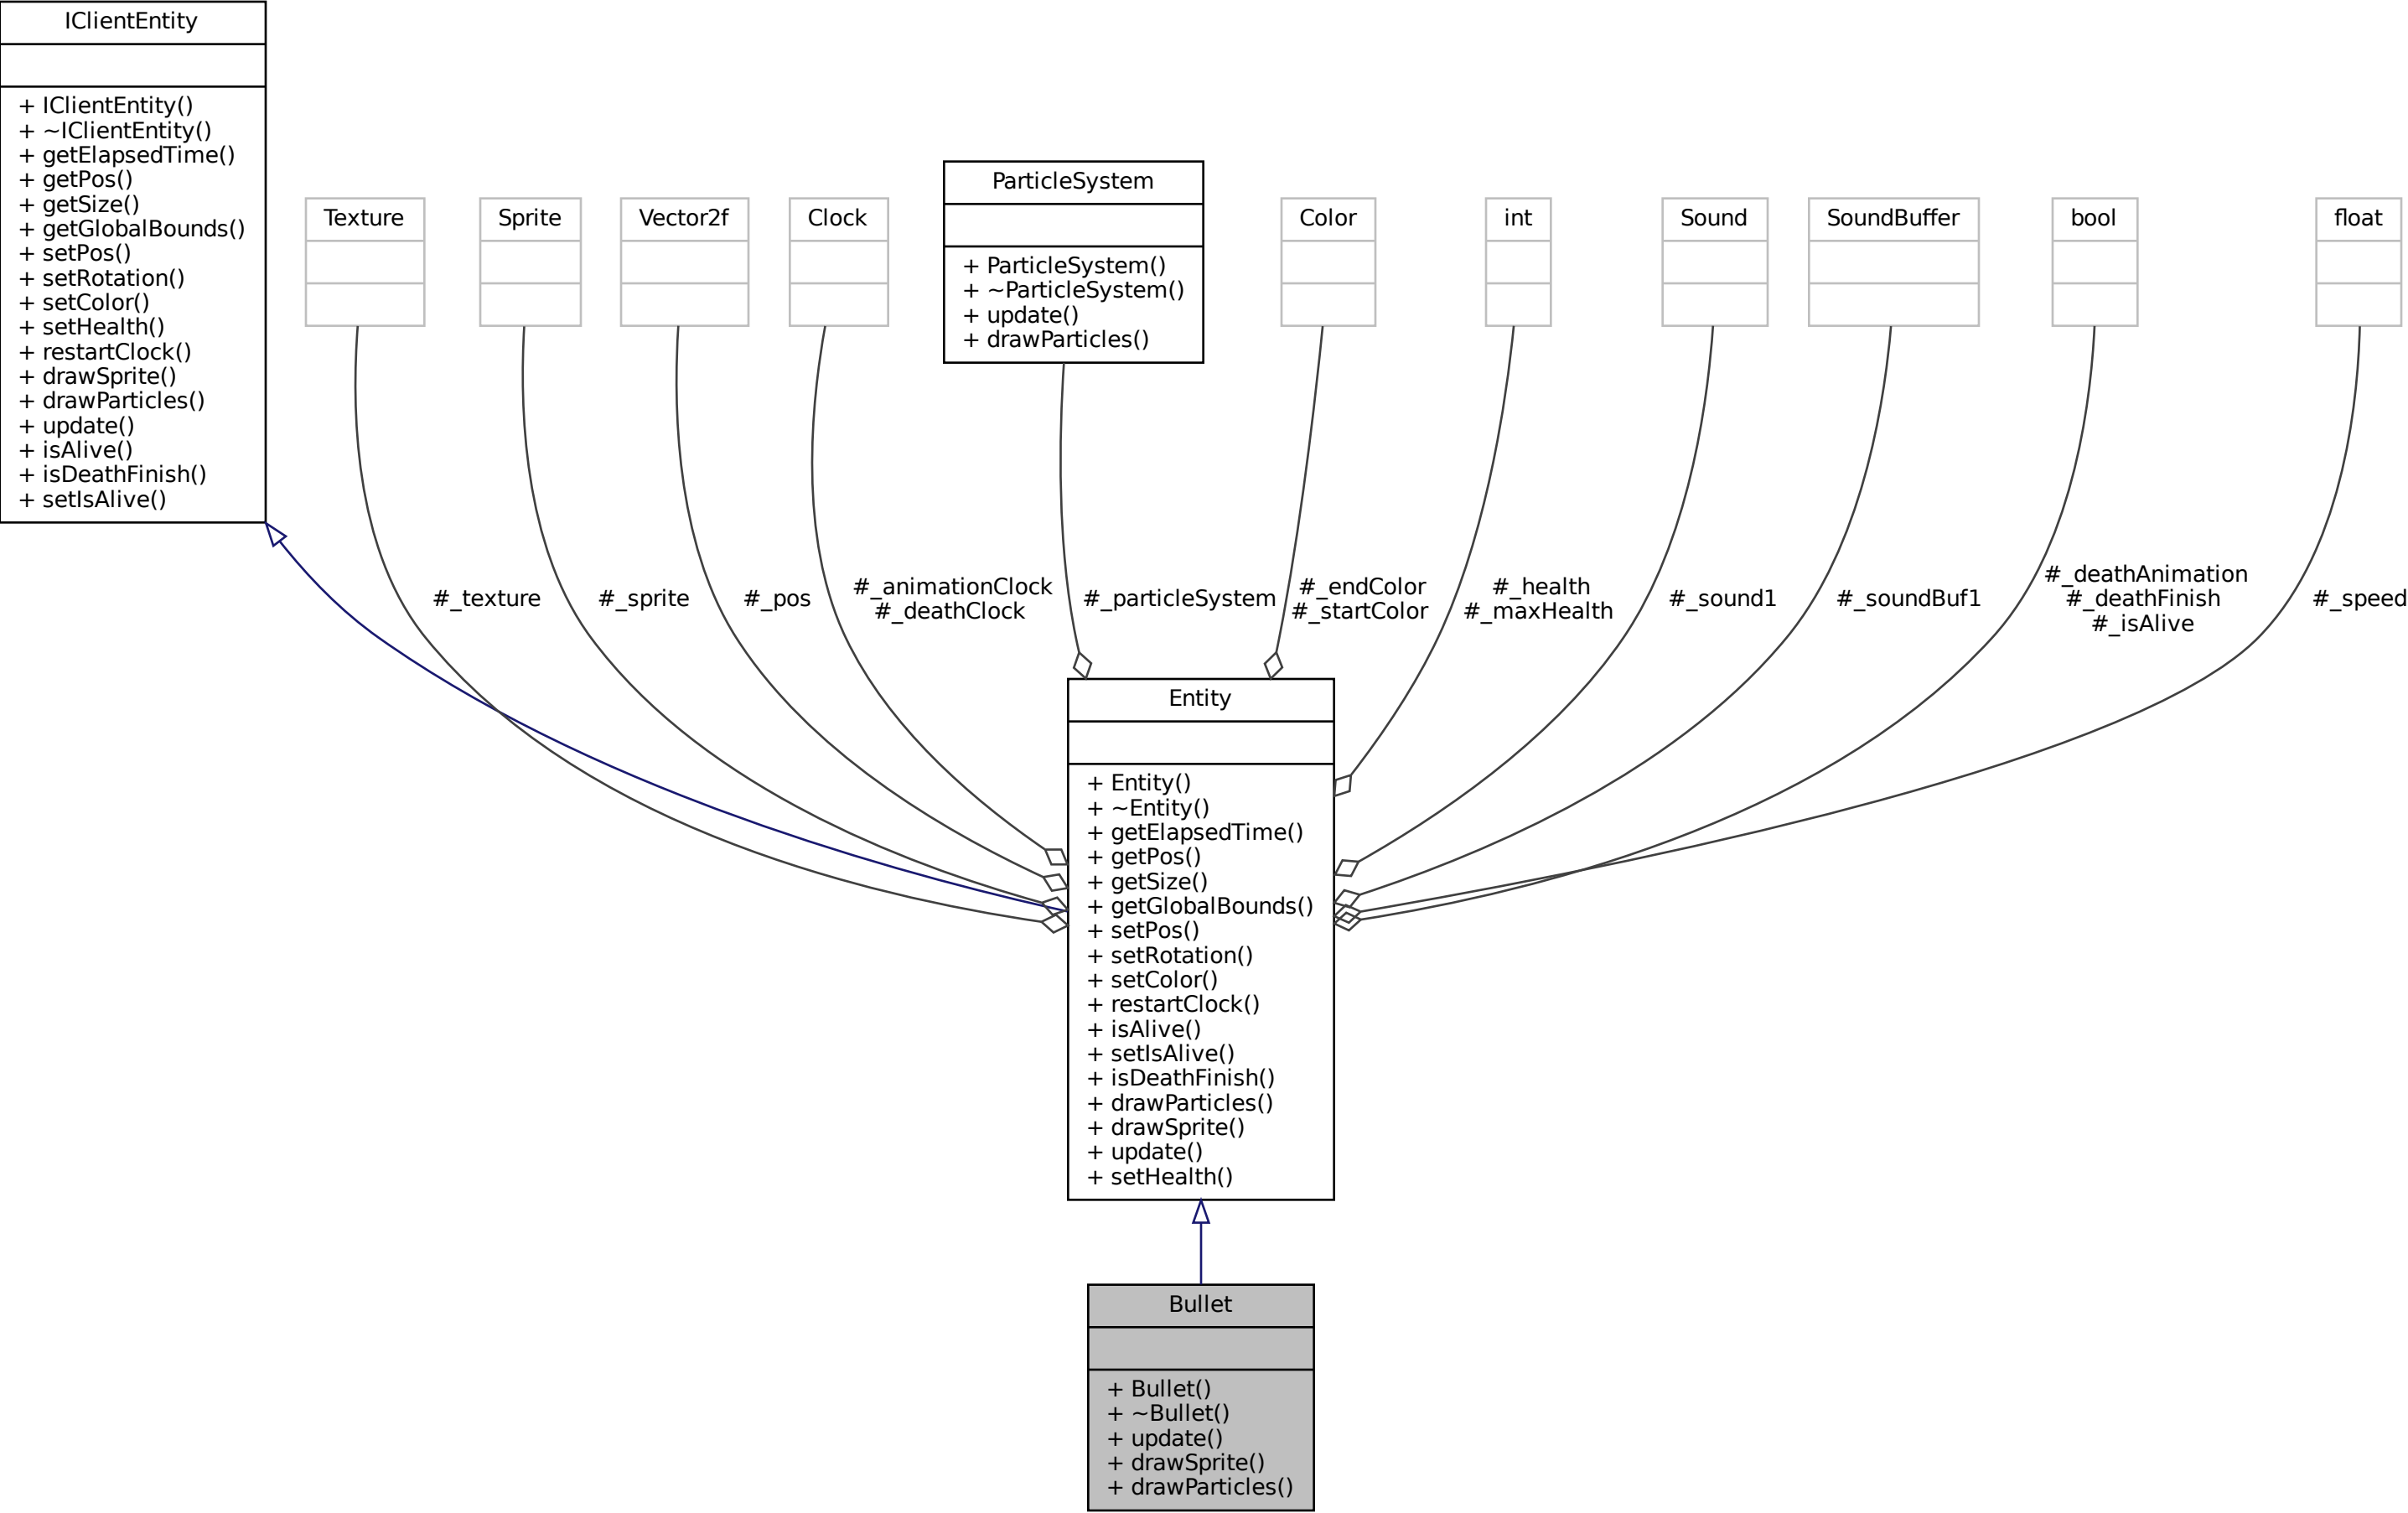 IClientEntity
+ IClientEntity()
+ ~IClientEntity()
+ getElapsedTime()
+ getPos()
+ getSize()
+ getGlobalBounds()
+ setPos()
+ setRotation()
+ setColor()
+ setHealth()
+ restartClock()
+ drawSprite()
+ drawParticles()
+ update()
+ isAlive()
+ isDeathFinish()
+ setIsAlive()
Texture
Sprite
Vector2f
Clock
ParticleSystem
+ ParticleSystem()
+ ~ParticleSystem()
+ update()
+ drawParticles()
Color
int
Sound
SoundBuffer
bool
float
#_texture
#_sprite
#_pos
#_animationClock
#_deathClock
#_particleSystem
#_endColor
#_startColor
#_health
#_maxHealth
#_sound1
#_soundBuf1
#_deathAnimation
#_deathFinish
#_isAlive
#_speed
Entity
+ Entity()
+ ~Entity()
+ getElapsedTime()
+ getPos()
+ getSize()
+ getGlobalBounds()
+ setPos()
+ setRotation()
+ setColor()
+ restartClock()
+ isAlive()
+ setIsAlive()
+ isDeathFinish()
+ drawParticles()
+ drawSprite()
+ update()
+ setHealth()
Bullet
+ Bullet()
+ ~Bullet()
+ update()
+ drawSprite()
+ drawParticles()